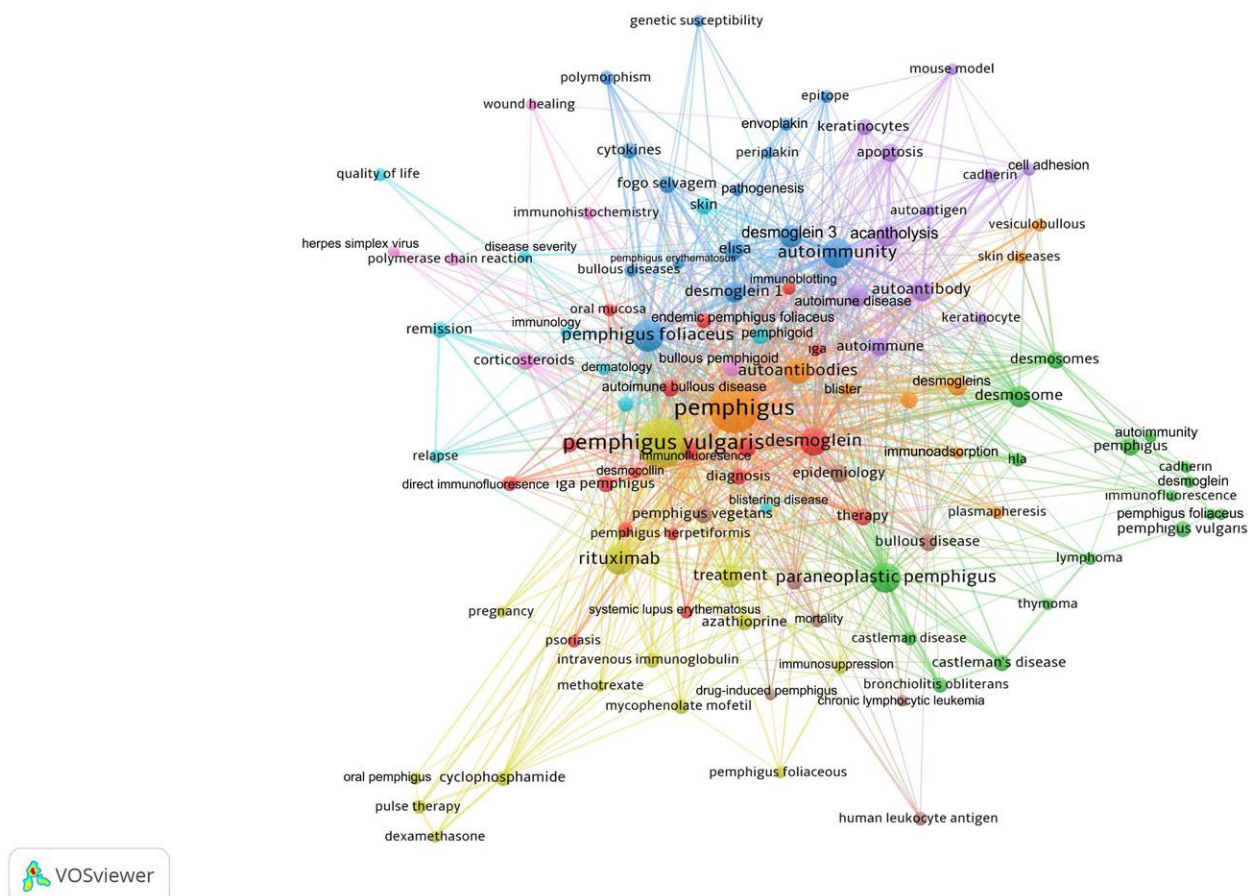 genetic susceptibility
mouse model
polymorphism
epitope
wound healing
envoplakin
keratinocytes
cytokines
periplakin
apoptosis
cell adhesion
quality of life
fogo selvagem
pathogenesis
cadherin
skin
immunohistochemistry
autoantigen
vesiculobullous
desmoglein 3
acantholysis
herpes simplex virus
disease severity
elisa
autoimmunity
polymerase chain reaction
pemphigus erythematosus
skin diseases
bullous diseases
immunoblotting
desmoglein 1
autoantibody
autoimune disease
oral mucosa
endemic pemphigus foliaceus
keratinocyte
remission
immunology
pemphigus foliaceus
pemphigoid
autoimmune
iga
corticosteroids
bullous pemphigoid
desmosomes
dermatology
autoantibodies
autoimune bullous disease
blister
desmogleins
desmosome
pemphigus
autoimmunity
pemphigus vulgaris
desmoglein
pemphigus
relapse
immunofluoresence
immunoadsorption
hla
cadherin
desmocollin
epidemiology
desmoglein
direct immunofluoresence
iga pemphigus
diagnosis
immunofluorescence
blistering disease
pemphigus vegetans
therapy
plasmapheresis
pemphigus foliaceus
pemphigus vulgans
pemphigus herpetiformis
bullous disease
rituximab
lymphoma
treatment
paraneoplastic pemphigus
pregnancy
systemic lupus erythematosus
thymoma
azathioprine
mortality
psoriasis
castleman disease
intravenous immunoglobulin
immunosuppression
castleman's disease
methotrexate
bronchiolitis obliterans
drug-induced pemphigus
chronic lymphocytic leukemia
mycophenolate mofetil
oral pemphigus
cyclophosphamide
pemphigus foliaceous
pulse therapy
human leukocyte antigen
dexamethasone
VOSviewer